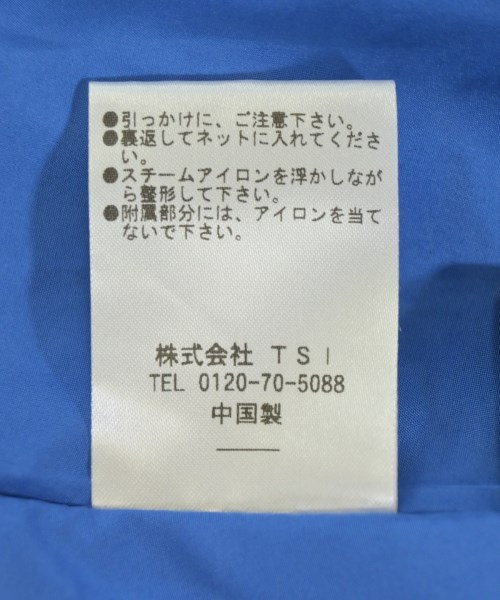 ●引っかけに、ご注意下さい。
●裏返してネットに入れてくださ
い。
●スチームアイロンを浮かしなが
ら整形して下さい。
●附属部分には、アイロンを当て
ないで下さい。
株式会社 TSI
TEL 0120-70-5088
中国製